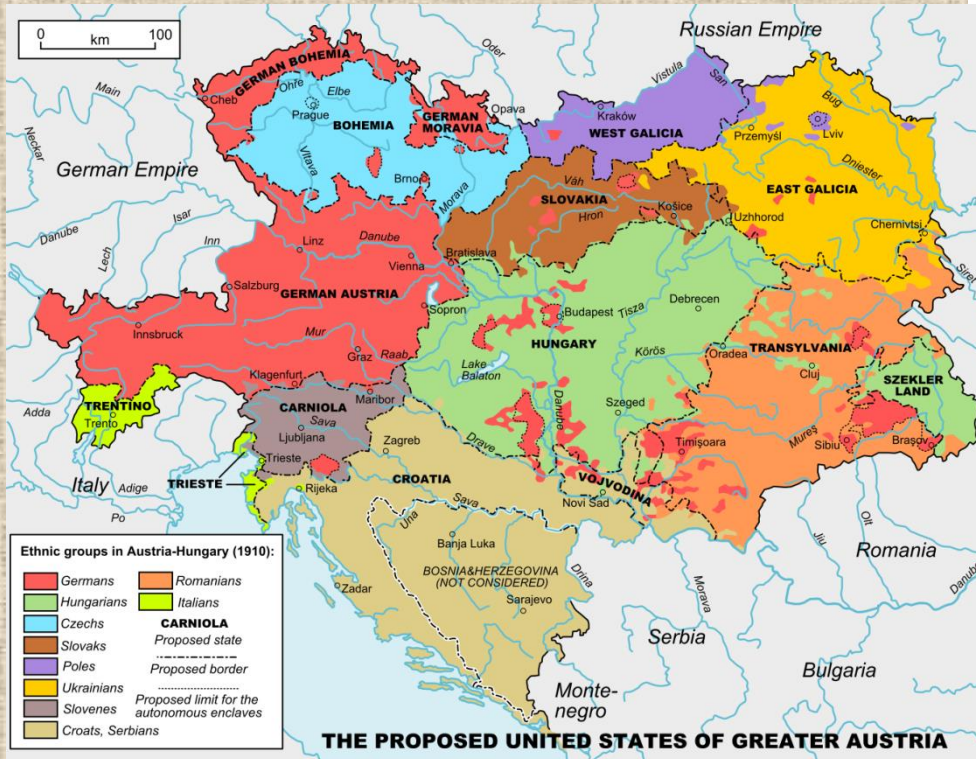 0 100
km
Russian Empire
Oder
Vistula
San
GERMAN BOHEMIA
Main
Cheb
Ohře
Elbe
Prague
Opava
Bug
Kraków
GERMAN
MORAVIA
BOHEMIA
WEST GALICIA
Przemyśl
Lviv
Neckar
Vltava
Brno
Morava
Dniester
German Empire
Váh
SLOVAKIA
EAST GALICIA
Hron
Košice
Uzhhorod
Chernivtsi
Isar
Danube
Lech
Inn
Linz
Danube
Vienna
Bratislava
Siret
Salzburg
GERMAN AUSTRIA
Sopron
Budapest
Tisza
Debrecen
Innsbruck
Mur
Graz
Raab
HUNGARY
TRANSYLVANIA
Oradea
Cluj
Körös
Lake
Balaton
Klagenfurt
Maribor
SZEKLER
LAND
Adda
TRENTINO
Trento
CARNIOLA
Sava
Ljubljana
Danube
Szeged
Mureş
Drave
Zagreb
Timişoara
Sibiu
Braşov
Trieste
TRIESTE
Italy
Adige
Po
Rijeka
CROATIA
VOJVODINA
Novi Sad
Sava
Una
Banja Luka
Olt
Jiu
Romania
BOSNIA&HERZEGOVINA
(NOT CONSIDERED)
Drina
Zadar
Sarajevo
Morava
Danube
Serbia
Bulgaria
Monte-
negro
Ethnic groups in Austria-Hungary (1910):
Germans
Hungarians
Czechs
Slovaks
Poles
Ukrainians
Slovenes
Croats, Serbians
Romanians
Italians
CARNIOLA
Proposed state
Proposed border
Proposed limit for the
autonomous enclaves
THE PROPOSED UNITED STATES OF GREATER AUSTRIA